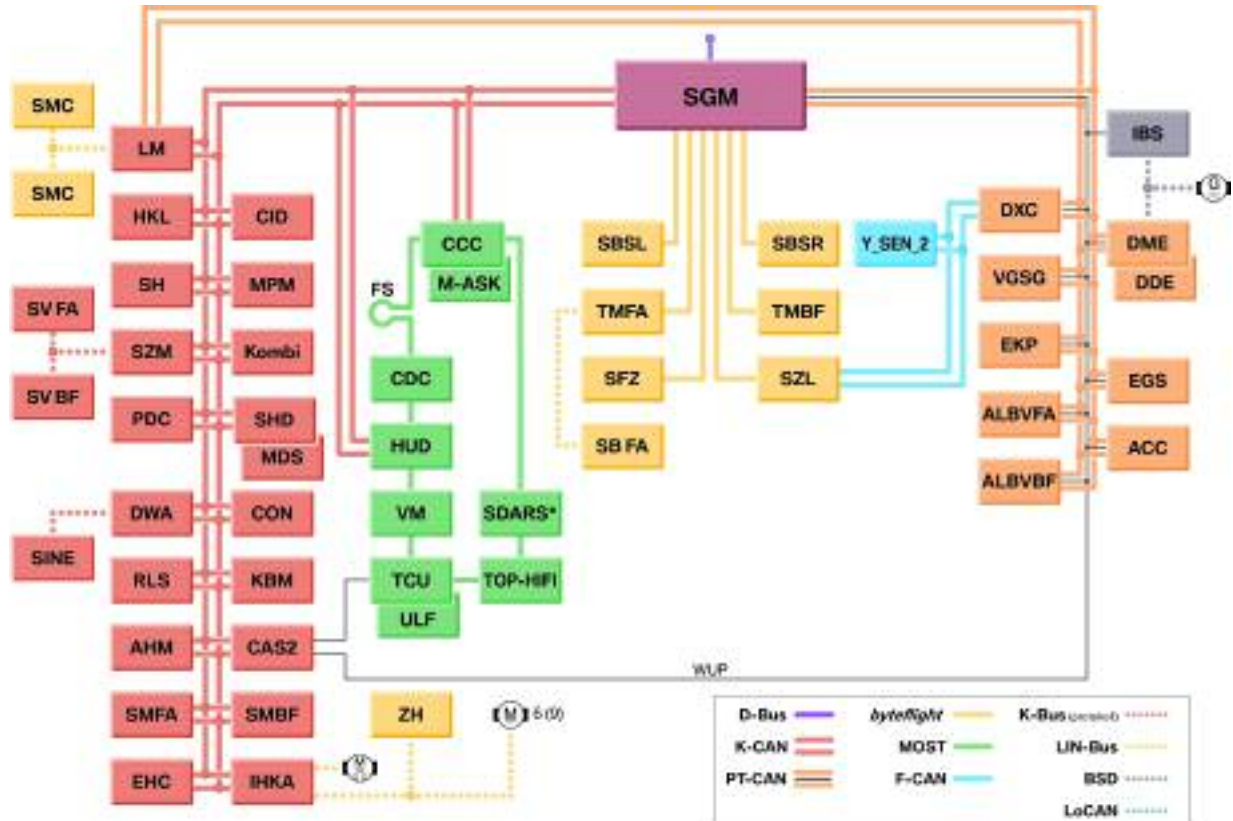 SGM
SMC
LM
IBS
SMC
HKL
CID
DXC
CCC
SBSL
SBSR
Y_SEN_2
DME
M-ASK
SH
MPM
VGSG
DDE
FS
SV FA
TMFA
TMBF
SZM
Kombi
EKP
CDC
SFZ
SZL
EGS
SV BF
PDC
SHD
ALBVFA
HUD
SB FA
ACC
MDS
ALBVBF
DWA
CON
VM
SDARS*
SINE
RLS
KBM
TCU
TOP-HIFI
ULF
AHM
CAS2
WUP
SMFA
SMBF
ZH
M 6 (9)
D-Bus
byteflight
K-Bus (protokoll)
K-CAN
MOST
LIN-Bus
EHC
IHKA
PT-CAN
F-CAN
BSD
LoCAN